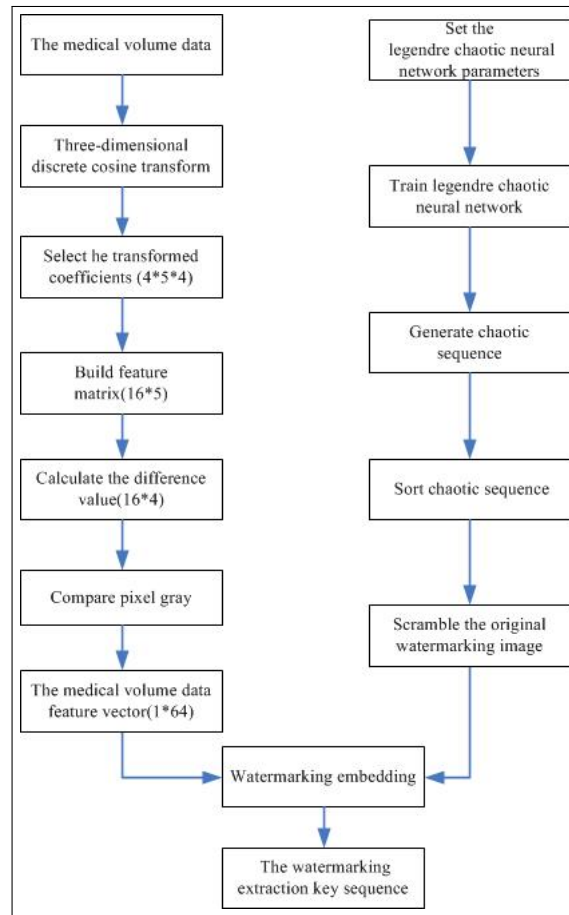 The medical volume data
Three-dimensional
discrete cosine transform
Select he transformed
coefficients (4*5*4)
Build feature
matrix(16*5)
Calculate the difference
value(16*4)
Compare pixel gray
The medical volume data
feature vector(1*64)
Set the
legendre chaotic neural
network parameters
Train legendre chaotic
neural network
Generate chaotic
sequence
Sort chaotic sequence
Scramble the original
watermarking image
Watermarking embedding
The watermarking
extraction key sequence